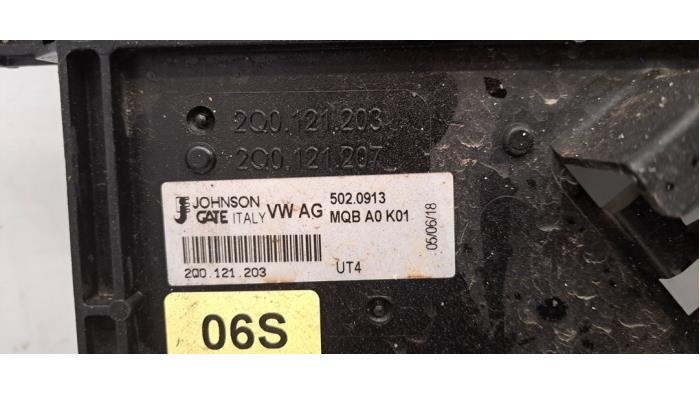 2Q0.121.203
2Q0.121.207
JOHNSON
GATE ITALY VW AG
502.0913
MQB A0 K01
05/06/18
2Q0.121.203
UT4
06S